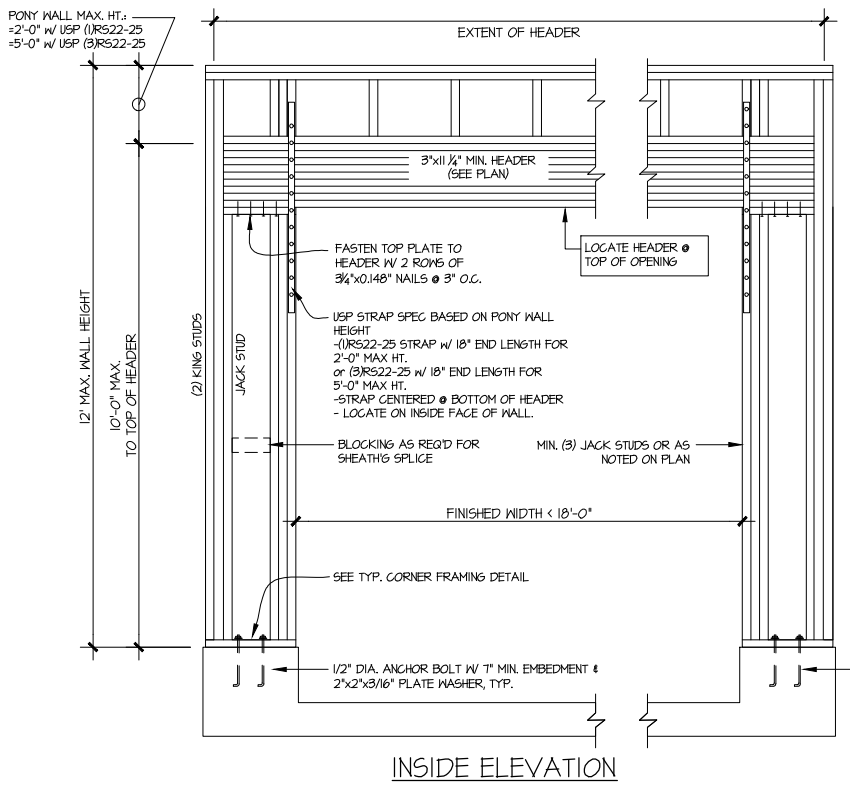 PONY WALL MAX. HT.:
=2'-0" W/ USP (1)RS22-25
=5'-0" W/ USP (3)RS22-25
EXTENT OF HEADER
3"x11 1/4" MIN. HEADER
(SEE PLAN)
FASTEN TOP PLATE TO
HEADER W/ 2 ROWS OF
3 1/4"x0.148" NAILS @ 3" O.C.
LOCATE HEADER @
TOP OF OPENING
USP STRAP SPEC BASED ON PONY WALL
HEIGHT
-(1)RS22-25 STRAP W/ 18" END LENGTH FOR
2'-0" MAX HT.
or (3)RS22-25 W/ 18" END LENGTH FOR
5'-0" MAX HT.
-STRAP CENTERED @ BOTTOM OF HEADER
- LOCATE ON INSIDE FACE OF WALL.
12' MAX. WALL HEIGHT
10'-0" MAX.
TO TOP OF HEADER
(2) KING STUDS
JACK STUD
BLOCKING AS REQ'D FOR
SHEATH'G SPLICE
MIN. (3) JACK STUDS OR AS
NOTED ON PLAN
FINISHED WIDTH < 18'-0"
SEE TYP. CORNER FRAMING DETAIL
1/2" DIA. ANCHOR BOLT W/ 7" MIN. EMBEDMENT &
2"x2"x3/16" PLATE WASHER, TYP.
INSIDE ELEVATION